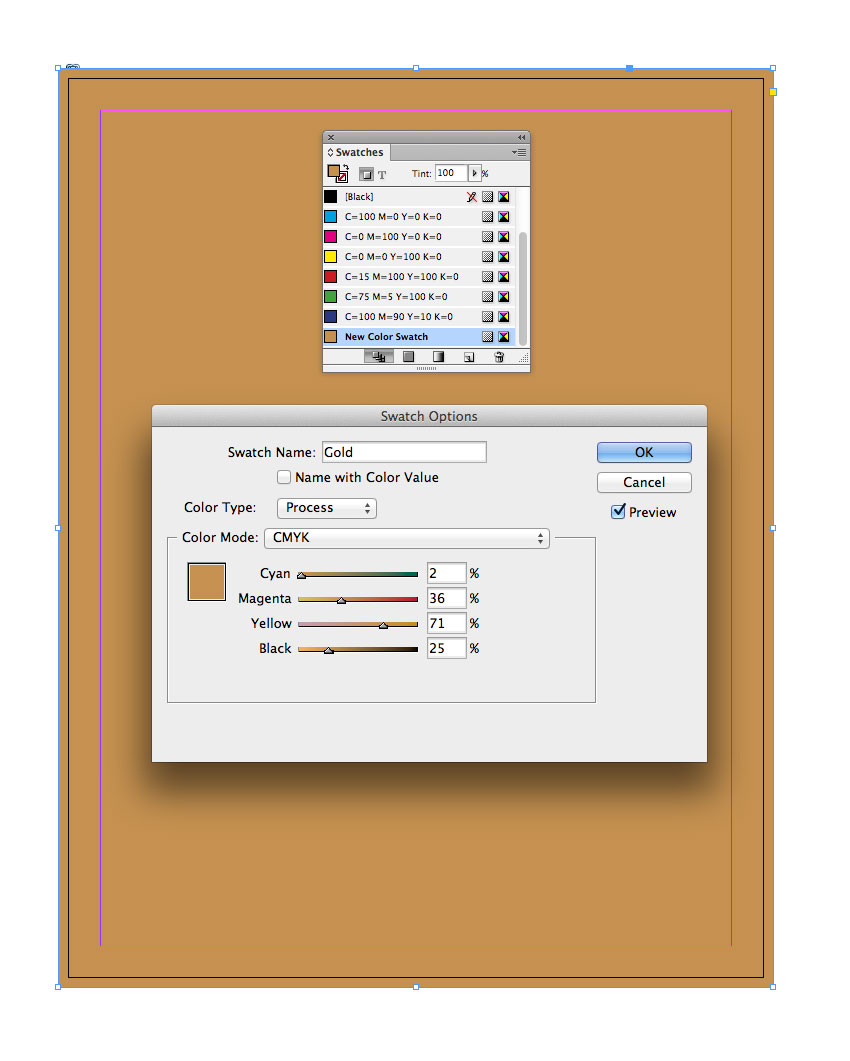 Swatches
T Tint: 100 %
[Black]
C=100 M=0 Y=0 K=0
C=0 M=100 Y=0 K=0
C=0 M=0 Y=100 K=0
C=15 M=100 Y=100 K=0
C=75 M=5 Y=100 K=0
C=100 M=90 Y=10 K=0
New Color Swatch
Swatch Options
Swatch Name: Gold
OK
Name with Color Value
Cancel
Color Type: Process
Preview
Color Mode: CMYK
Cyan 2 %
Magenta 36 %
Yellow 71 %
Black 25 %